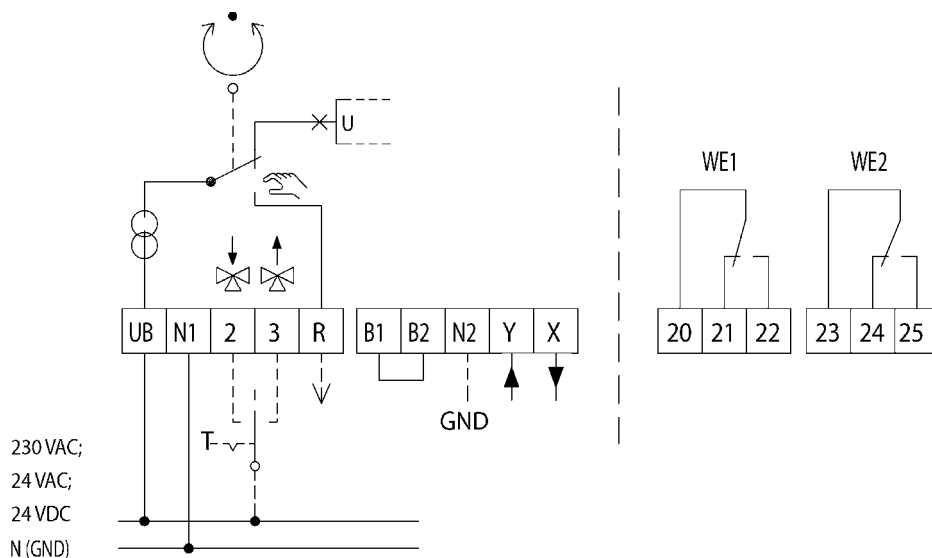 U
WE1 WE2
UB N1 2 3 R B1 B2 N2 Y X 20 21 22 23 24 25
GND
T
230 VAC;
24 VAC;
24 VDC
N (GND)